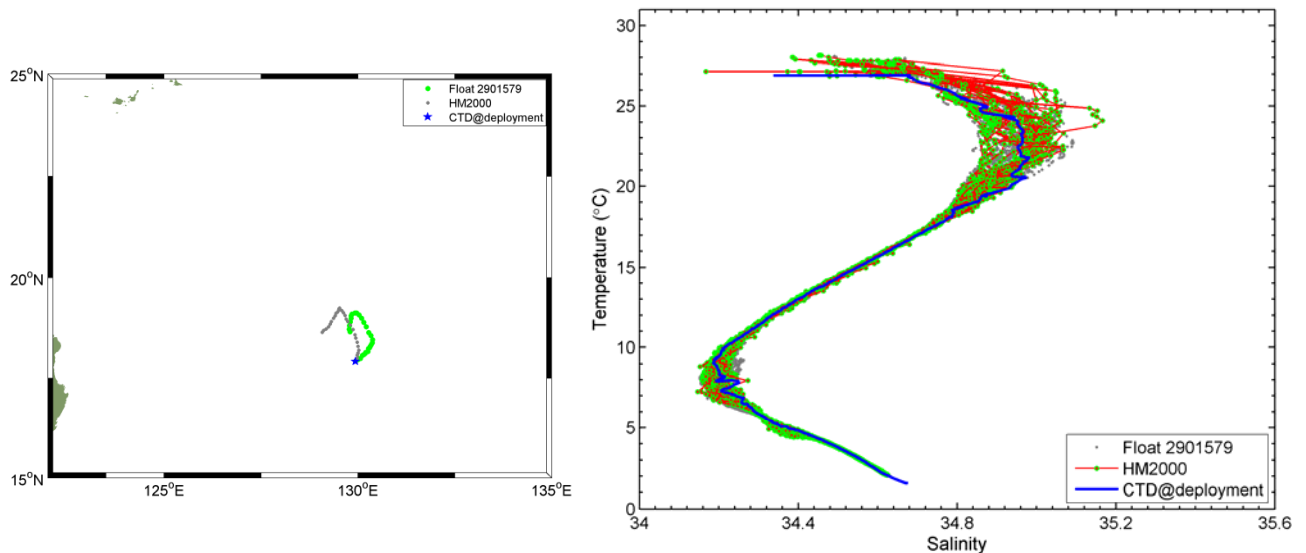 25°N
20°N
15°N
125°E
130°E
135°E
Float 2901579
HM2000
CTD@deployment
30
25
20
15
10
5
0
Temperature (°C)
34
34.4
34.8
35.2
35.6
Salinity
Float 2901579
HM2000
CTD@deployment